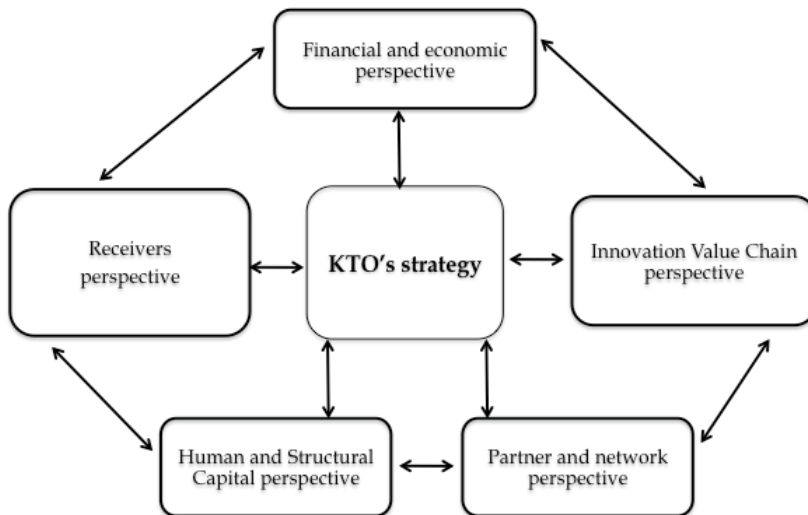 Financial and economic
perspective
Receivers
perspective
KTO’s strategy
Innovation Value Chain
perspective
Human and Structural
Capital perspective
Partner and network
perspective